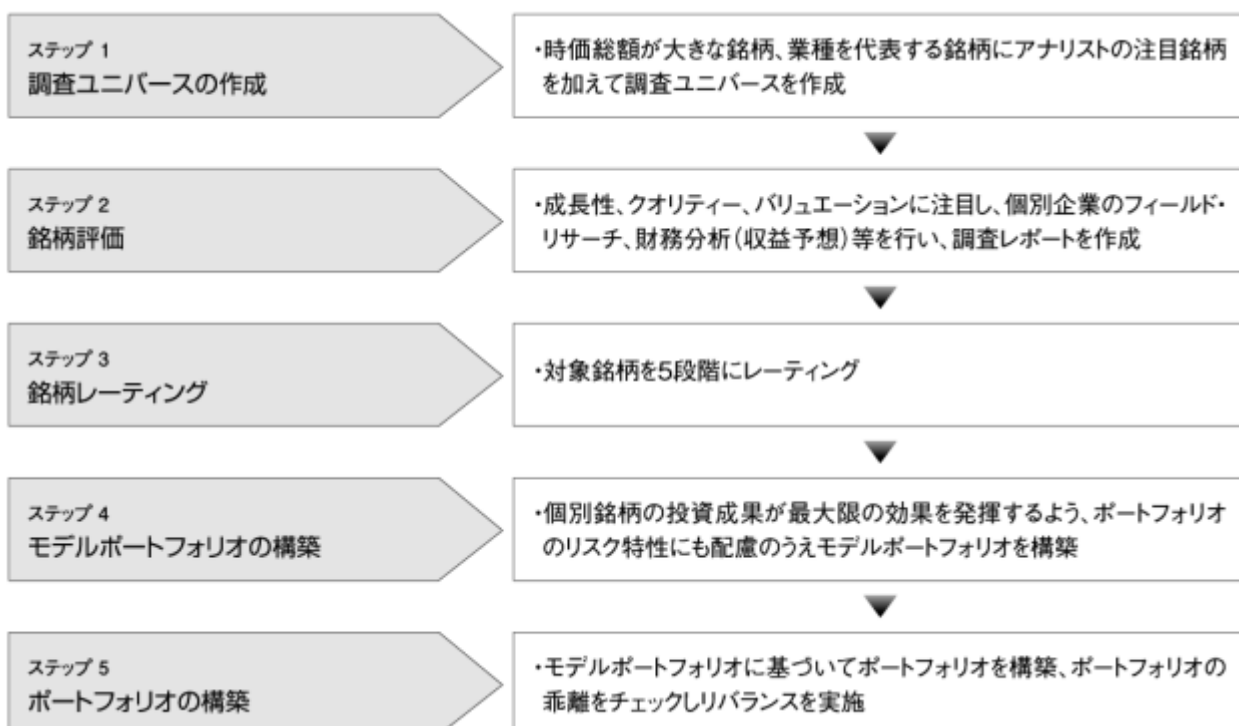 ステップ 1
調査ユニバースの作成
・時価総額が大きな銘柄、業種を代表する銘柄にアナリストの注目銘柄
を加えて調査ユニバースを作成
ステップ 2
銘柄評価
・成長性、クオリティー、バリュエーションに注目し、個別企業のフィールド・
リサーチ、財務分析(収益予想)等を行い、調査レポートを作成
ステップ 3
銘柄レーティング
・対象銘柄を5段階にレーティング
ステップ 4
モデルポートフォリオの構築
・個別銘柄の投資成果が最大限の効果を発揮するよう、ポートフォリオ
のリスク特性にも配慮のうえモデルポートフォリオを構築
ステップ 5
ポートフォリオの構築
・モデルポートフォリオに基づいてポートフォリオを構築、ポートフォリオの
乖離をチェックしリバランスを実施